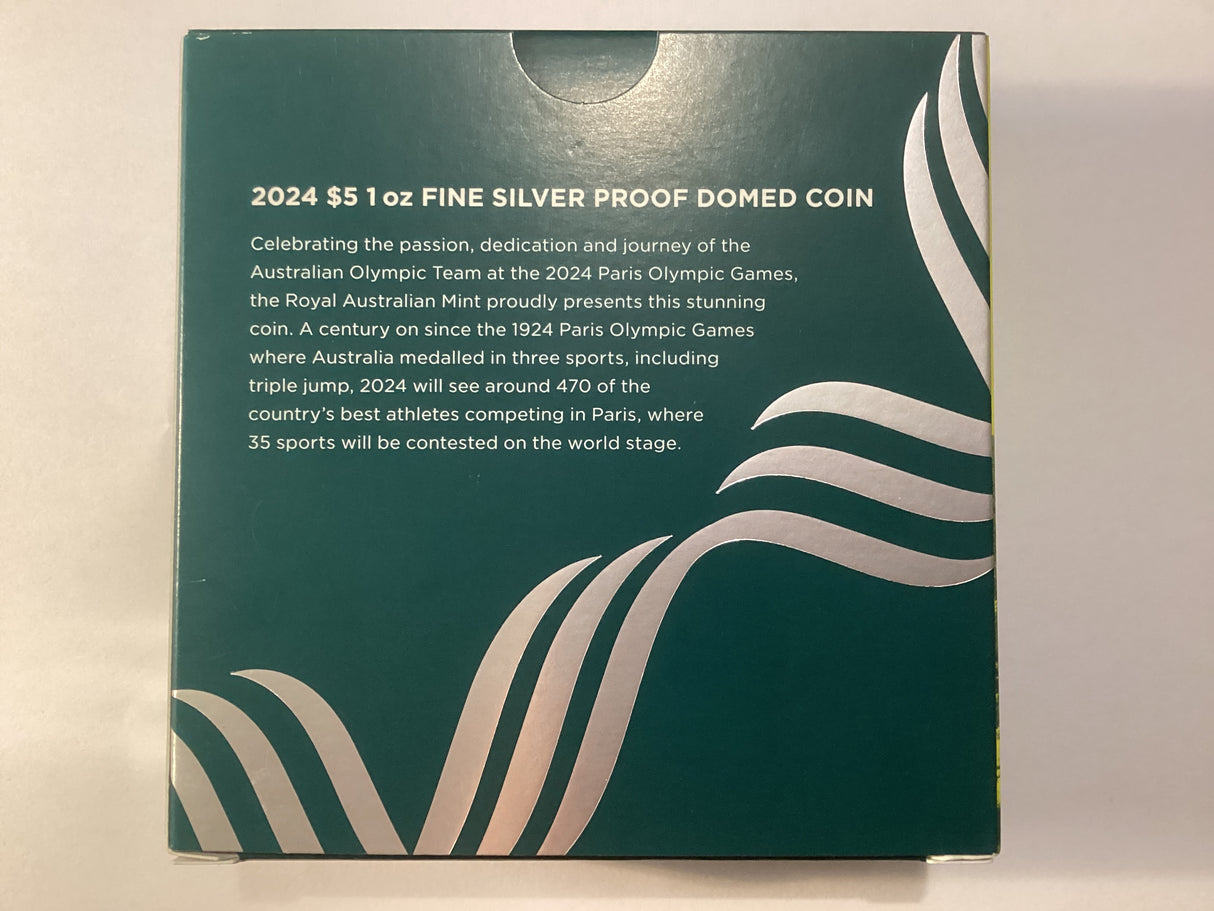 2024 $5 1 oz FINE SILVER PROOF DOMED COIN
Celebrating the passion, dedication and journey of the
Australian Olympic Team at the 2024 Paris Olympic Games,
the Royal Australian Mint proudly presents this stunning
coin. A century on since the 1924 Paris Olympic Games
where Australia medalled in three sports, including
triple jump, 2024 will see around 470 of the
country’s best athletes competing in Paris, where
35 sports will be contested on the world stage.